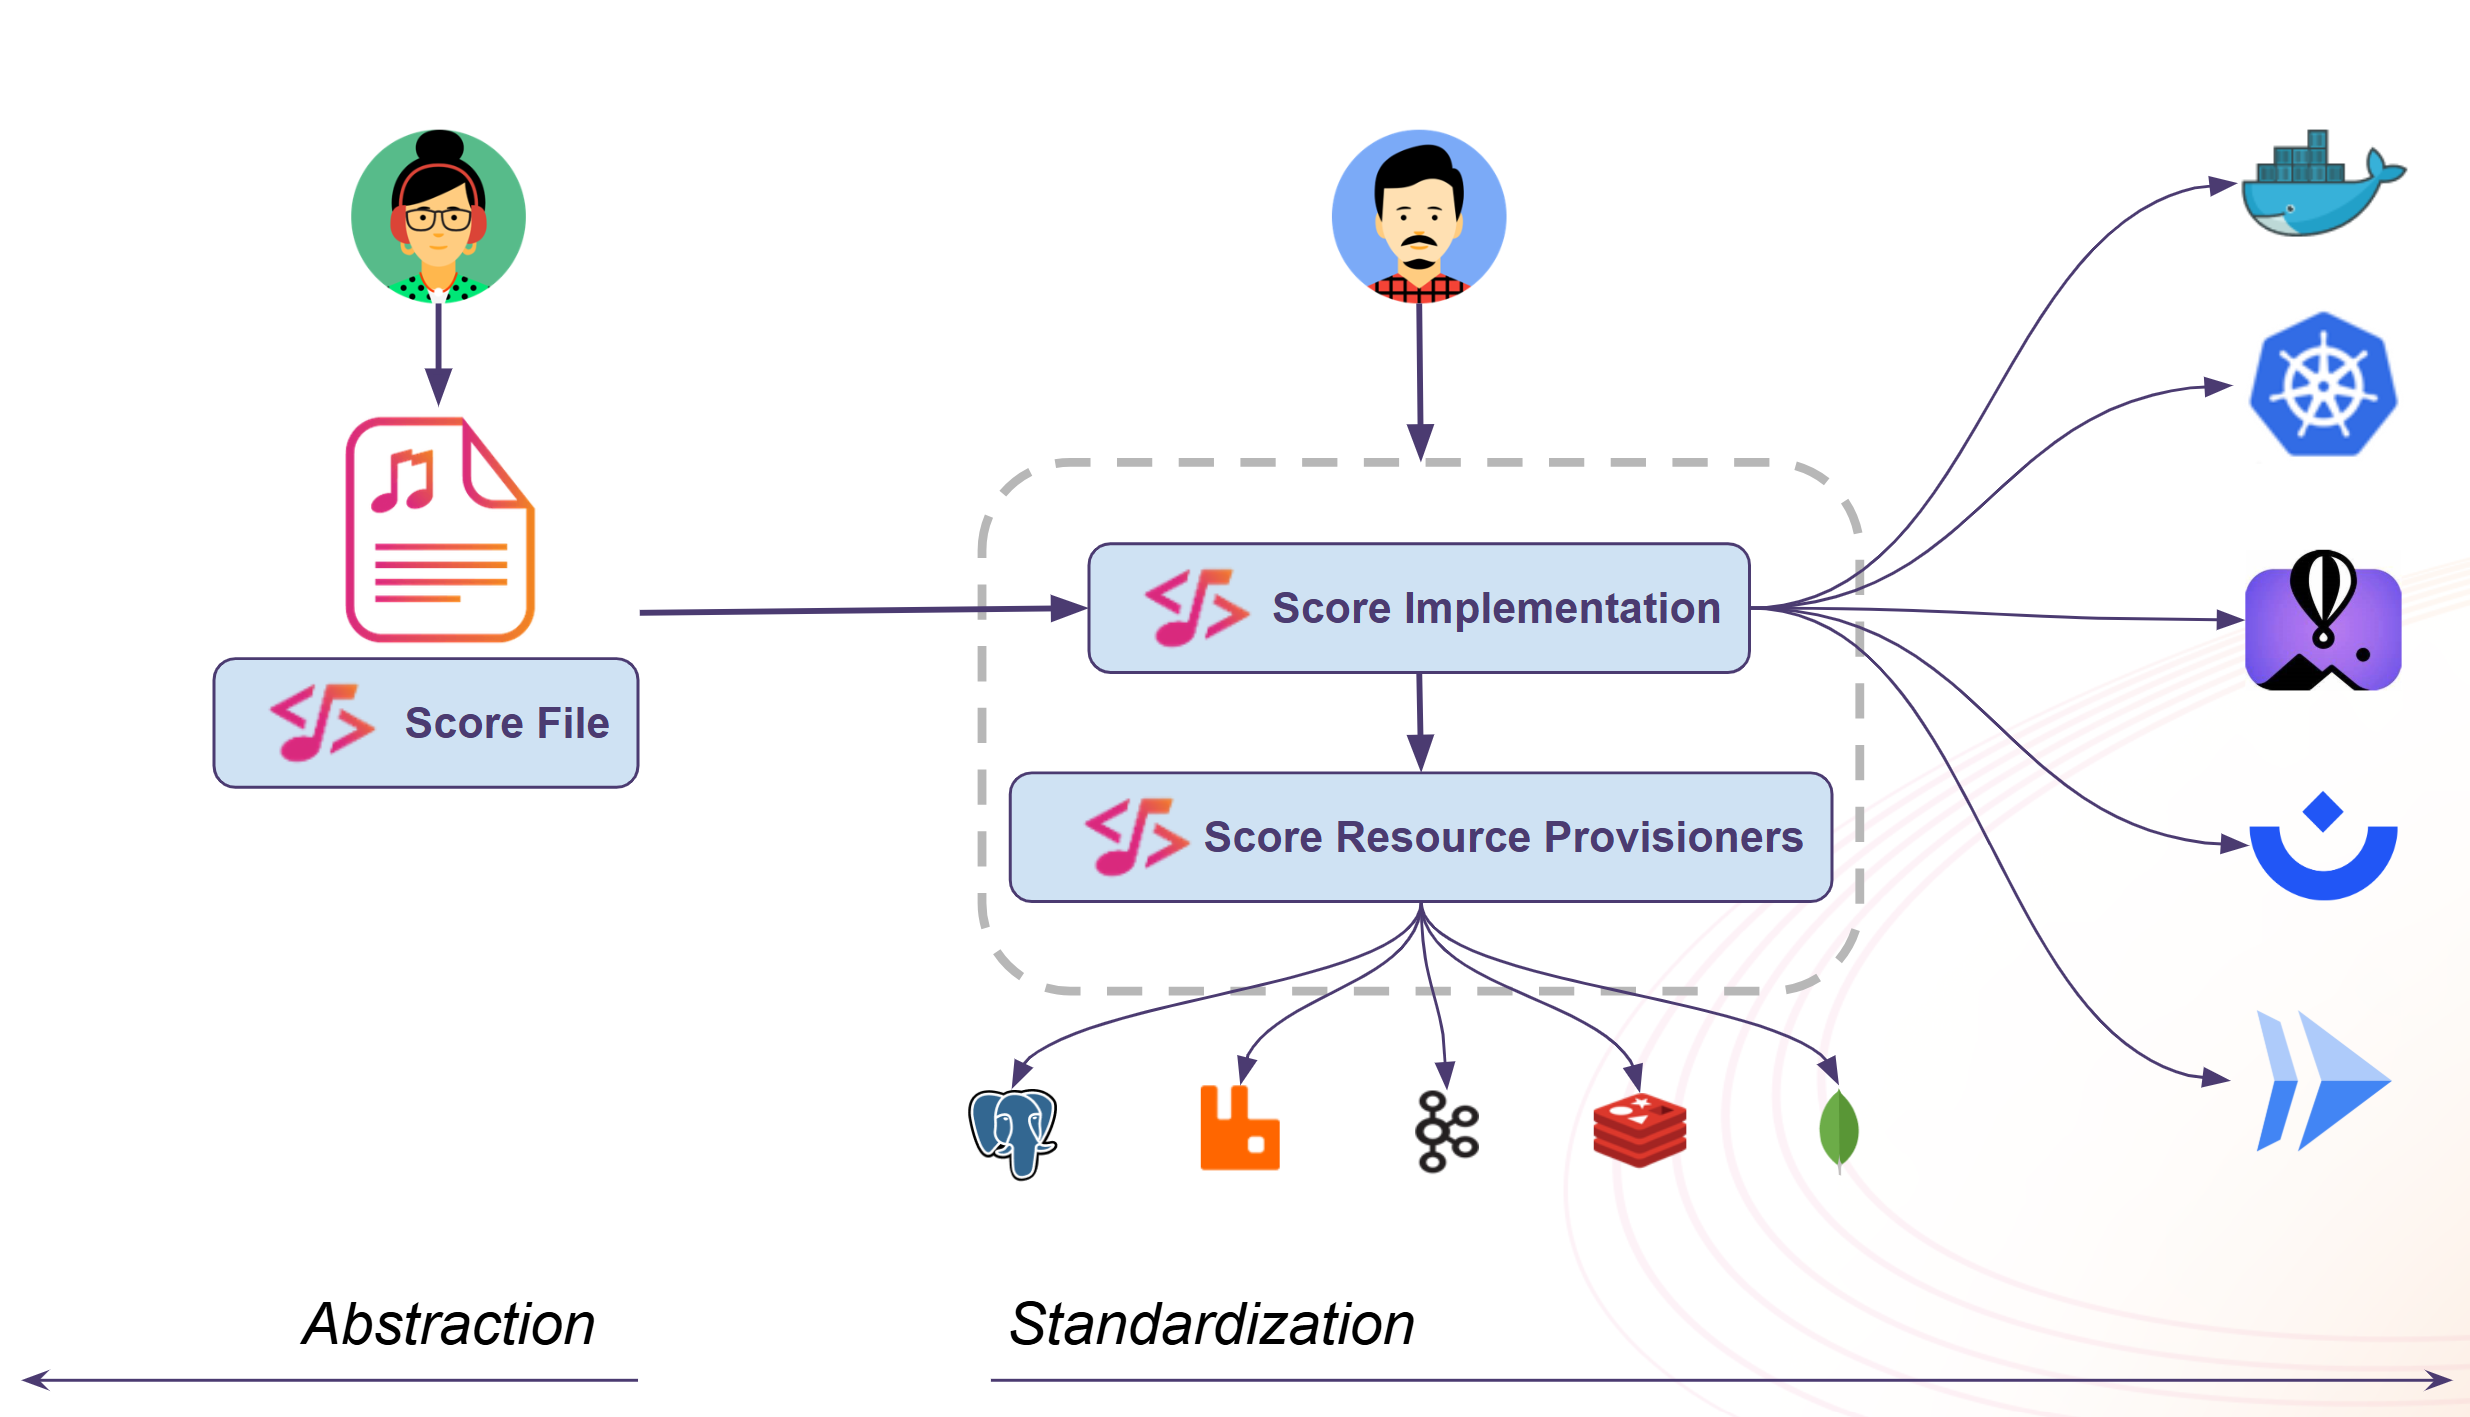 Score Implementation
Score File
Score Resource Provisioners
Abstraction
Standardization